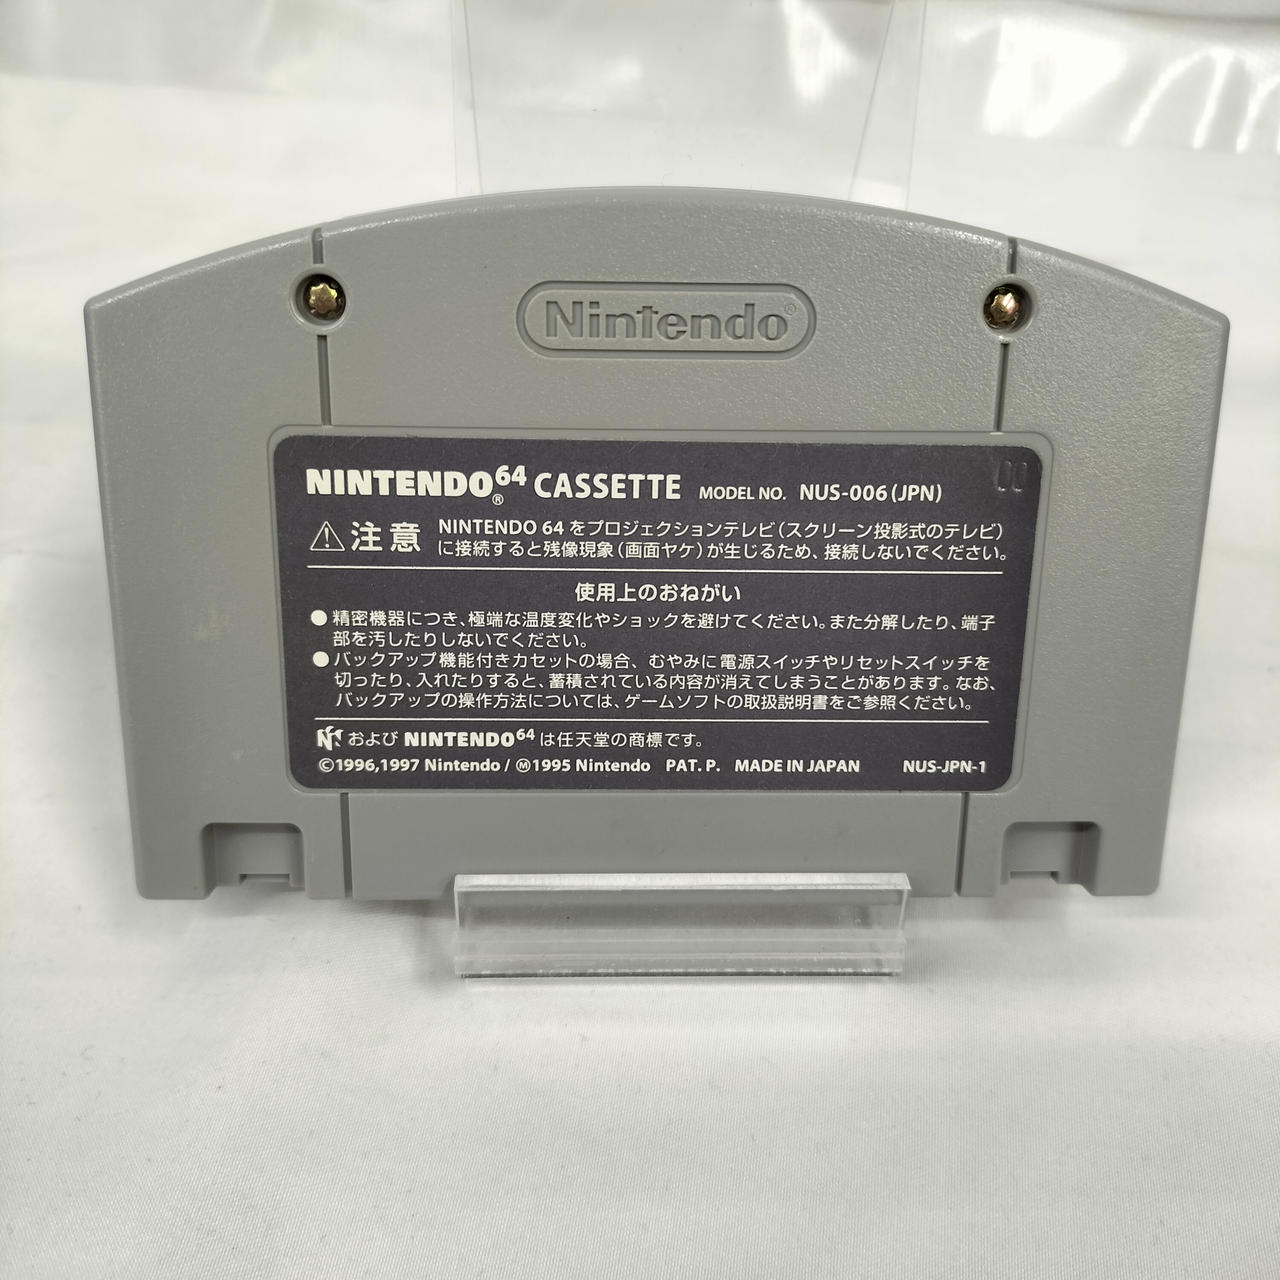 Nintendo®
NINTENDO64® CASSETTE MODEL NO. NUS-006(JPN)
注意 NINTENDO 64をプロジェクションテレビ(スクリーン投影式のテレビ)
に接続すると残像現象(画面ヤケ)が生じるため、接続しないでください。
使用上のおねがい
●精密機器につき、極端な温度変化やショックを避けてください。また分解したり、端子
部を汚したりしないでください。
●バックアップ機能付きカセットの場合、むやみに電源スイッチやリセットスイッチを
切ったり、入れたりすると、蓄積されている内容が消えてしまうことがあります。なお、
バックアップの操作方法については、ゲームソフトの取扱説明書をご参照ください。
および NINTENDO64 は任天堂の商標です。
©1996,1997 Nintendo / Ⓜ1995 Nintendo PAT. P. MADE IN JAPAN NUS-JPN-1